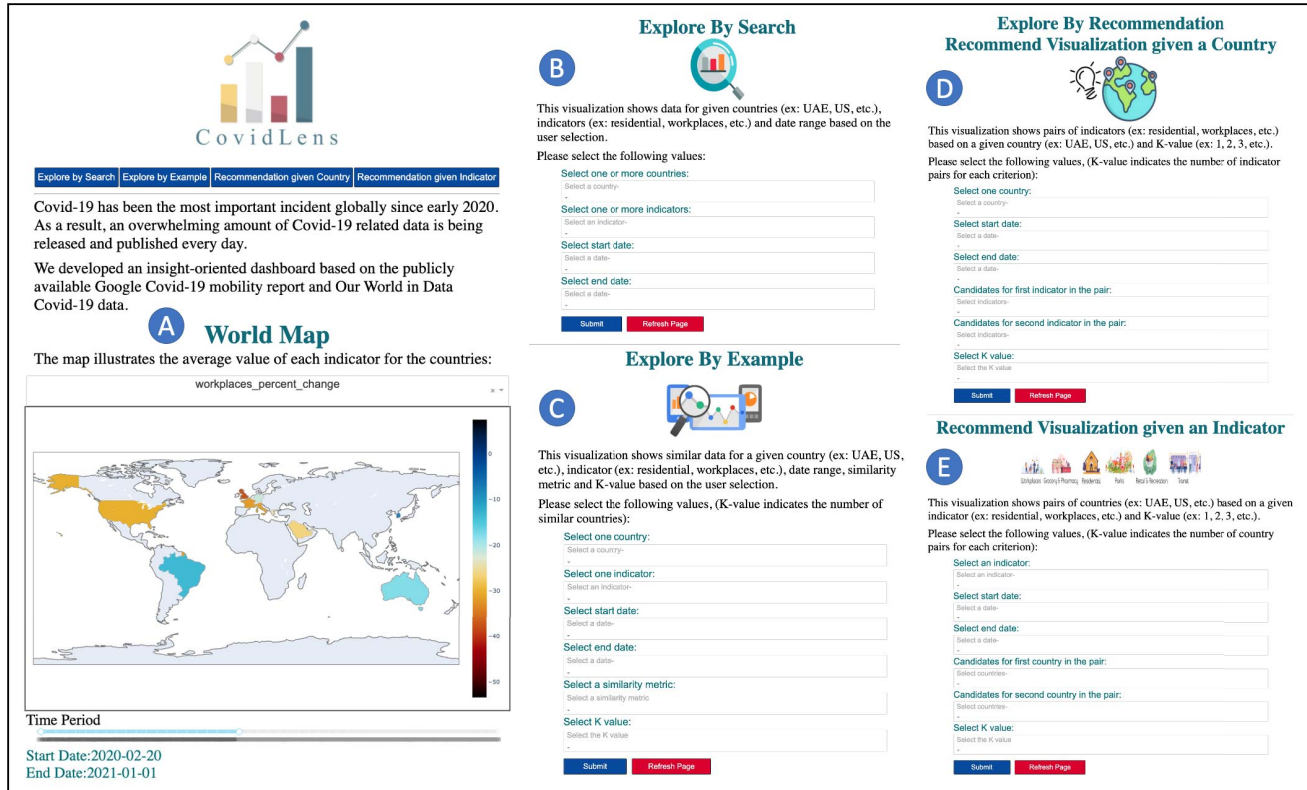 CovidLens
Explore by Search
Explore by Example
Recommendation given Country
Recommendation given Indicator
Covid-19 has been the most important incident globally since early 2020.
As a result, an overwhelming amount of Covid-19 related data is being
released and published every day.
We developed an insight-oriented dashboard based on the publicly
available Google Covid-19 mobility report and Our World in Data
Covid-19 data.
A
World Map
The map illustrates the average value of each indicator for the countries:
workplaces_percent_change
× 
0
−10
−20
−30
−40
−50
Time Period
Start Date:2020-02-20
End Date:2021-01-01
Explore By Search
B
This visualization shows data for given countries (ex: UAE, US, etc.),
indicators (ex: residential, workplaces, etc.) and date range based on the
user selection.
Please select the following values:
Select one or more countries:
Select a country-
-
Select one or more indicators:
Select an indicator-
-
Select start date:
Select a date-
-
Select end date:
Select a date-
-
Submit
Refresh Page
Explore By Example
C
This visualization shows similar data for a given country (ex: UAE, US,
etc.), indicator (ex: residential, workplaces, etc.), date range, similarity
metric and K-value based on the user selection.
Please select the following values, (K-value indicates the number of
similar countries):
Select one country:
Select a country-
-
Select one indicator:
Select an indicator-
-
Select start date:
Select a date-
-
Select end date:
Select a date-
-
Select a similarity metric:
Select a similarity metric
-
Select K value:
Select the K value
-
Submit
Refresh Page
Explore By Recommendation
Recommend Visualization given a Country
D
This visualization shows pairs of indicators (ex: residential, workplaces, etc.)
based on a given country (ex: UAE, US, etc.) and K-value (ex: 1, 2, 3, etc.).
Please select the following values, (K-value indicates the number of indicator
pairs for each criterion):
Select one country:
Select a country-
-
Select start date:
Select a date-
-
Select end date:
Select a date-
-
Candidates for first indicator in the pair:
Select indicators-
-
Candidates for second indicator in the pair:
Select indicators-
-
Select K value:
Select the K value
-
Submit
Refresh Page
Recommend Visualization given an Indicator
E
Workplaces Grocery & Pharmacy Residential Parks Retail & Recreation Transit
This visualization shows pairs of countries (ex: UAE, US, etc.) based on a given
indicator (ex: residential, workplaces, etc.) and K-value (ex: 1, 2, 3, etc.).
Please select the following values, (K-value indicates the number of country
pairs for each criterion):
Select an indicator:
Select an indicator-
-
Select start date:
Select a date-
-
Select end date:
Select a date-
-
Candidates for first country in the pair:
Select countries-
-
Candidates for second country in the pair:
Select countries-
-
Select K value:
Select the K value
-
Submit
Refresh Page